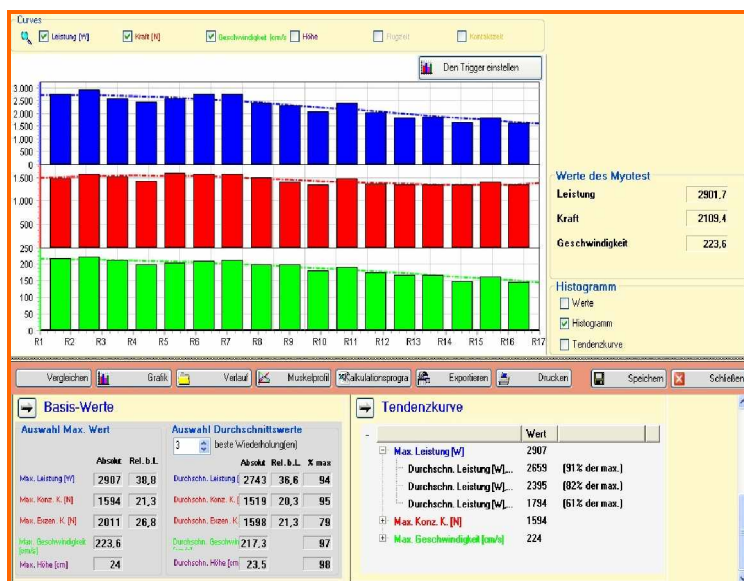 Curves
Leistung [W] Kraft [N] Geschwindigkeit [cm/s Höhe Flugzeit Kontaktzeit
Den Trigger einstellen
3.000
2.500
2.000
1.500
1.000
500
0
1.500
1.000
500
250
200
150
100
50
0
R1 R2 R3 R4 R5 R6 R7 R8 R9 R10 R11 R12 R13 R14 R15 R16 R17
Werte des Myotest
Leistung 2901,7
Kraft 2109,4
Geschwindigkeit 223,6
Histogramm
Werte
Histogramm
Tendenzkurve
Vergleichen Grafik Verlauf Muskelprofil Kalkulationsprogra Exportieren Drucken Speichern Schließen
Basis-Werte
Auswahl Max. Wert
Absolut Rel.b.L.
Max. Leistung [W] 2907 38,8
Max. Konz. K. [N] 1594 21,3
Max. Exzen. K. [N] 2011 26,8
Max. Geschwindigkeit [cm/s] 223,6
Max. Höhe [cm] 24
Auswahl Durchschnittswerte
3 beste Wiederholung(en)
Absolut Rel.b.L. % max
Durchschn. Leistung [ 2743 36,6 94
Durchschn. Konz. K. [ 1519 20,3 95
Durchschn. Exzen. K. 1598 21,3 79
Durchschn. Geschwin 217,3 97
Durchschn. Höhe [cm] 23,5 98
Tendenzkurve
Wert
Max. Leistung [W] 2907
Durchschn. Leistung [W],... 2659 (91% der max.)
Durchschn. Leistung [W],... 2395 (82% der max.)
Durchschn. Leistung [W],... 1794 (61% der max.)
Max. Konz. K. [N] 1594
Max. Geschwindigkeit [cm/s] 224